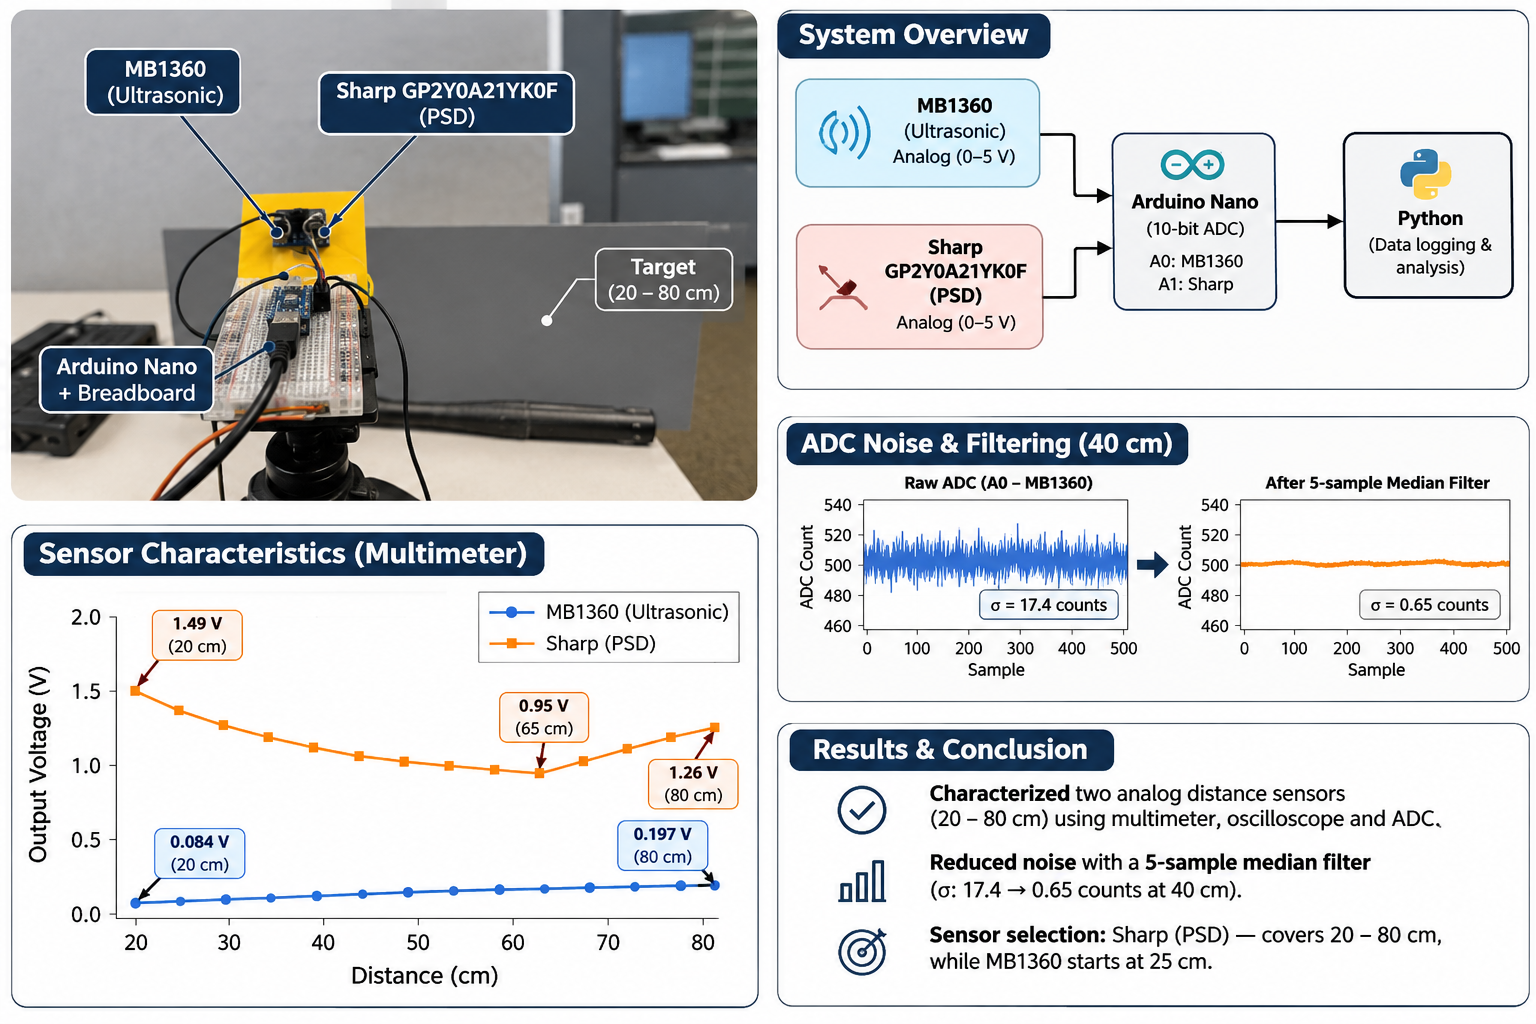 MB1360
(Ultrasonic)
Sharp GP2Y0A21YK0F
(PSD)
Target
(20 – 80 cm)
Arduino Nano
+ Breadboard
System Overview
MB1360
(Ultrasonic)
Analog (0–5 V)
Sharp
GP2Y0A21YK0F
(PSD)
Analog (0–5 V)
Arduino Nano
(10-bit ADC)
A0: MB1360
A1: Sharp
Python
(Data logging &
analysis)
ADC Noise & Filtering (40 cm)
Raw ADC (A0 – MB1360)
ADC Count
540
520
500
480
460
σ = 17.4 counts
0 100 200 300 400 500
Sample
After 5-sample Median Filter
ADC Count
540
520
500
480
460
σ = 0.65 counts
0 100 200 300 400 500
Sample
Sensor Characteristics (Multimeter)
Output Voltage (V)
2.0
1.5
1.0
0.5
0.0
MB1360 (Ultrasonic)
Sharp (PSD)
1.49 V
(20 cm)
0.95 V
(65 cm)
1.26 V
(80 cm)
0.084 V
(20 cm)
0.197 V
(80 cm)
20 30 40 50 60 70 80
Distance (cm)
Results & Conclusion
Characterized two analog distance sensors
(20 – 80 cm) using multimeter, oscilloscope and ADC.
Reduced noise with a 5-sample median filter
(σ: 17.4 → 0.65 counts at 40 cm).
Sensor selection: Sharp (PSD) — covers 20 – 80 cm,
while MB1360 starts at 25 cm.